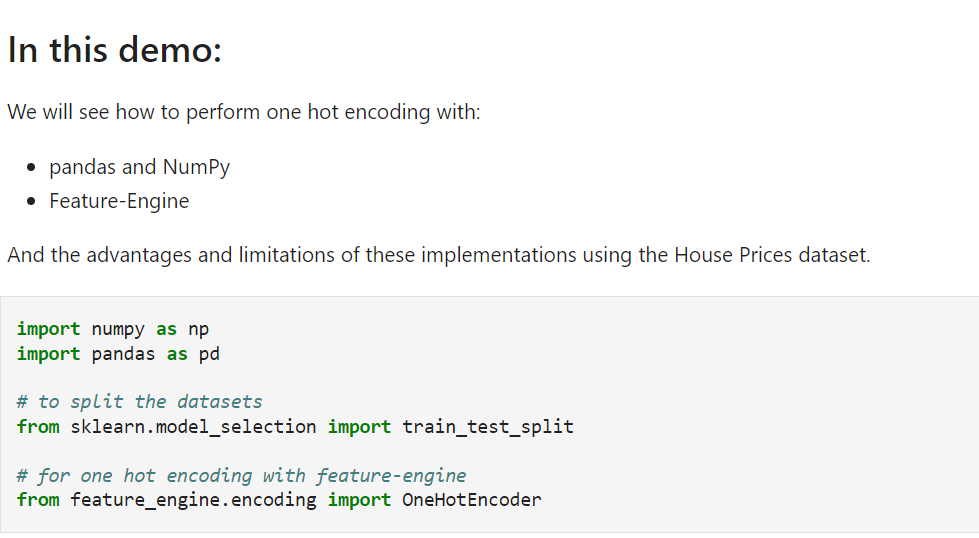 In this demo:
We will see how to perform one hot encoding with:
• pandas and NumPy
• Feature-Engine
And the advantages and limitations of these implementations using the House Prices dataset.
import numpy as np
import pandas as pd
# to split the datasets
from sklearn.model_selection import train_test_split
# for one hot encoding with feature-engine
from feature_engine.encoding import OneHotEncoder